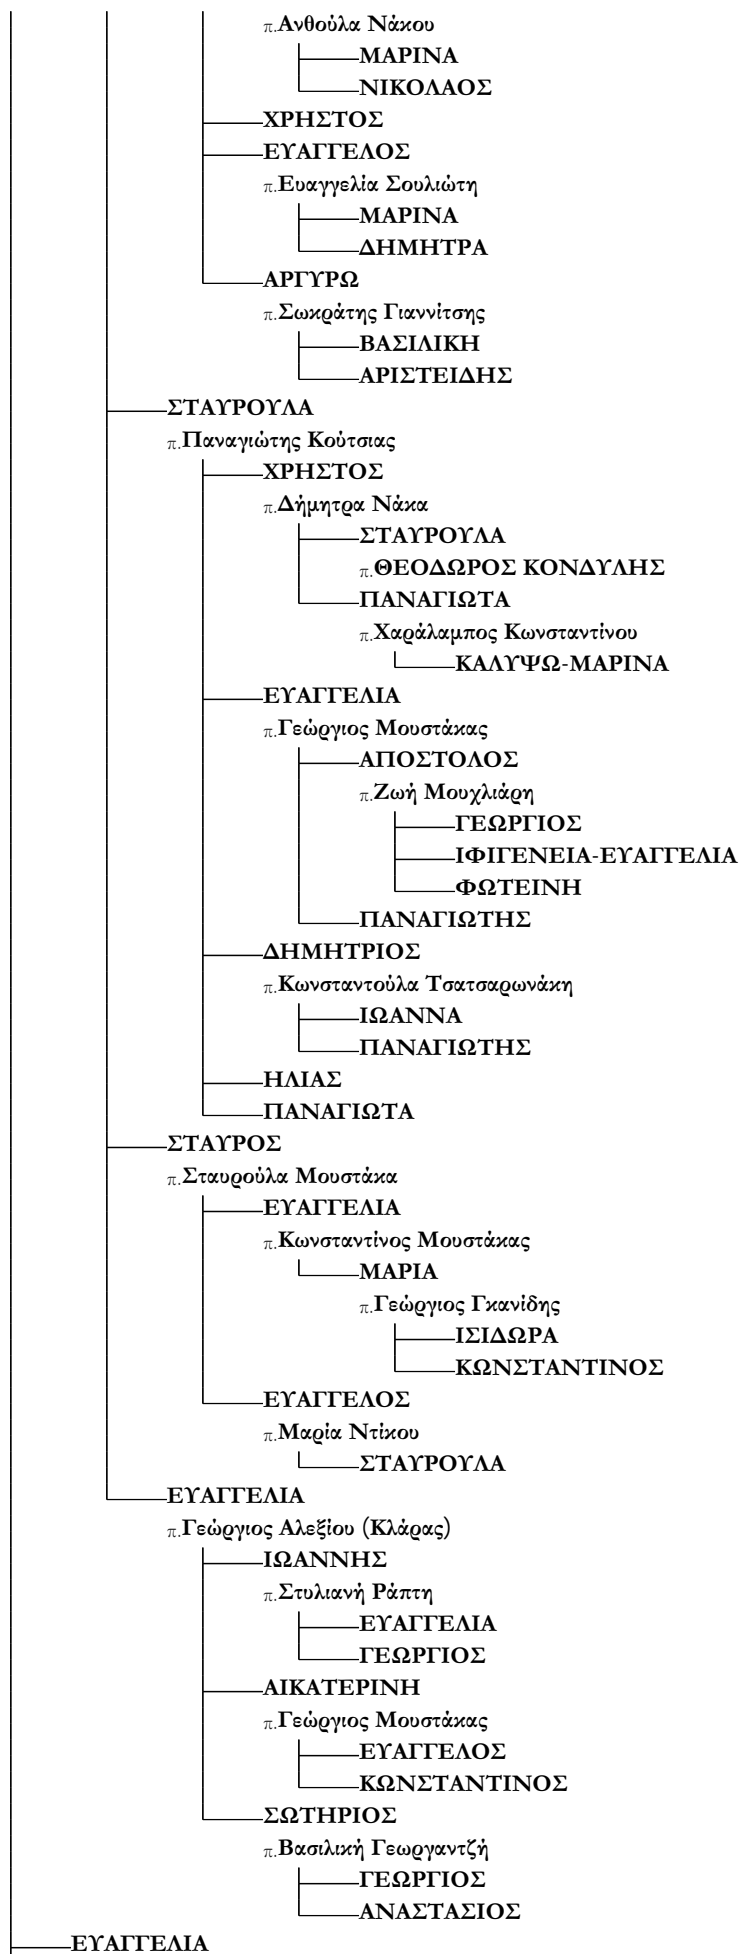 π.Ανθούλα Νάκου
ΜΑΡΙΝΑ
ΝΙΚΟΛΑΟΣ
ΧΡΗΣΤΟΣ
ΕΥΑΓΓΕΛΟΣ
π.Ευαγγελία Σουλιώτη
ΜΑΡΙΝΑ
ΔΗΜΗΤΡΑ
ΑΡΓΥΡΩ
π.Σωκράτης Γιαννίτσης
ΒΑΣΙΛΙΚΗ
ΑΡΙΣΤΕΙΔΗΣ
ΣΤΑΥΡΟΥΛΑ
π.Παναγιώτης Κούτσιας
ΧΡΗΣΤΟΣ
π.Δήμητρα Νάκα
ΣΤΑΥΡΟΥΛΑ
π.ΘΕΟΔΩΡΟΣ ΚΟΝΔΥΛΗΣ
ΠΑΝΑΓΙΩΤΑ
π.Χαράλαμπος Κωνσταντίνου
ΚΑΛΥΨΩ-ΜΑΡΙΝΑ
ΕΥΑΓΓΕΛΙΑ
π.Γεώργιος Μουστάκας
ΑΠΟΣΤΟΛΟΣ
π.Ζωή Μουχλιάρη
ΓΕΩΡΓΙΟΣ
ΙΦΙΓΕΝΕΙΑ-ΕΥΑΓΓΕΛΙΑ
ΦΩΤΕΙΝΗ
ΠΑΝΑΓΙΩΤΗΣ
ΔΗΜΗΤΡΙΟΣ
π.Κωνσταντούλα Τσατσαρωνάκη
ΙΩΑΝΝΑ
ΠΑΝΑΓΙΩΤΗΣ
ΗΛΙΑΣ
ΠΑΝΑΓΙΩΤΑ
ΣΤΑΥΡΟΣ
π.Σταυρούλα Μουστάκα
ΕΥΑΓΓΕΛΙΑ
π.Κωνσταντίνος Μουστάκας
ΜΑΡΙΑ
π.Γεώργιος Γκανίδης
ΙΣΙΔΩΡΑ
ΚΩΝΣΤΑΝΤΙΝΟΣ
ΕΥΑΓΓΕΛΟΣ
π.Μαρία Ντίκου
ΣΤΑΥΡΟΥΛΑ
ΕΥΑΓΓΕΛΙΑ
π.Γεώργιος Αλεξίου (Κλάρας)
ΙΩΑΝΝΗΣ
π.Στυλιανή Ράπτη
ΕΥΑΓΓΕΛΙΑ
ΓΕΩΡΓΙΟΣ
ΑΙΚΑΤΕΡΙΝΗ
π.Γεώργιος Μουστάκας
ΕΥΑΓΓΕΛΟΣ
ΚΩΝΣΤΑΝΤΙΝΟΣ
ΣΩΤΗΡΙΟΣ
π.Βασιλική Γεωργαντζή
ΓΕΩΡΓΙΟΣ
ΑΝΑΣΤΑΣΙΟΣ
ΕΥΑΓΓΕΛΙΑ